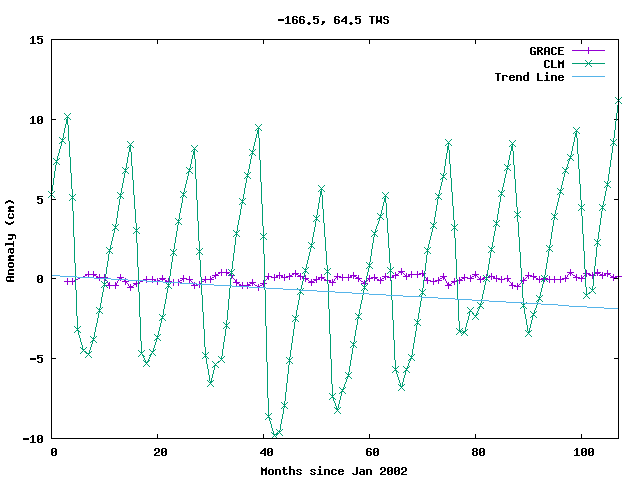 -166.5, 64.5 TWS
GRACE
CLM
Trend Line
15
10
5
0
-5
-10
Anomaly (cm)
0 20 40 60 80 100
Months since Jan 2002